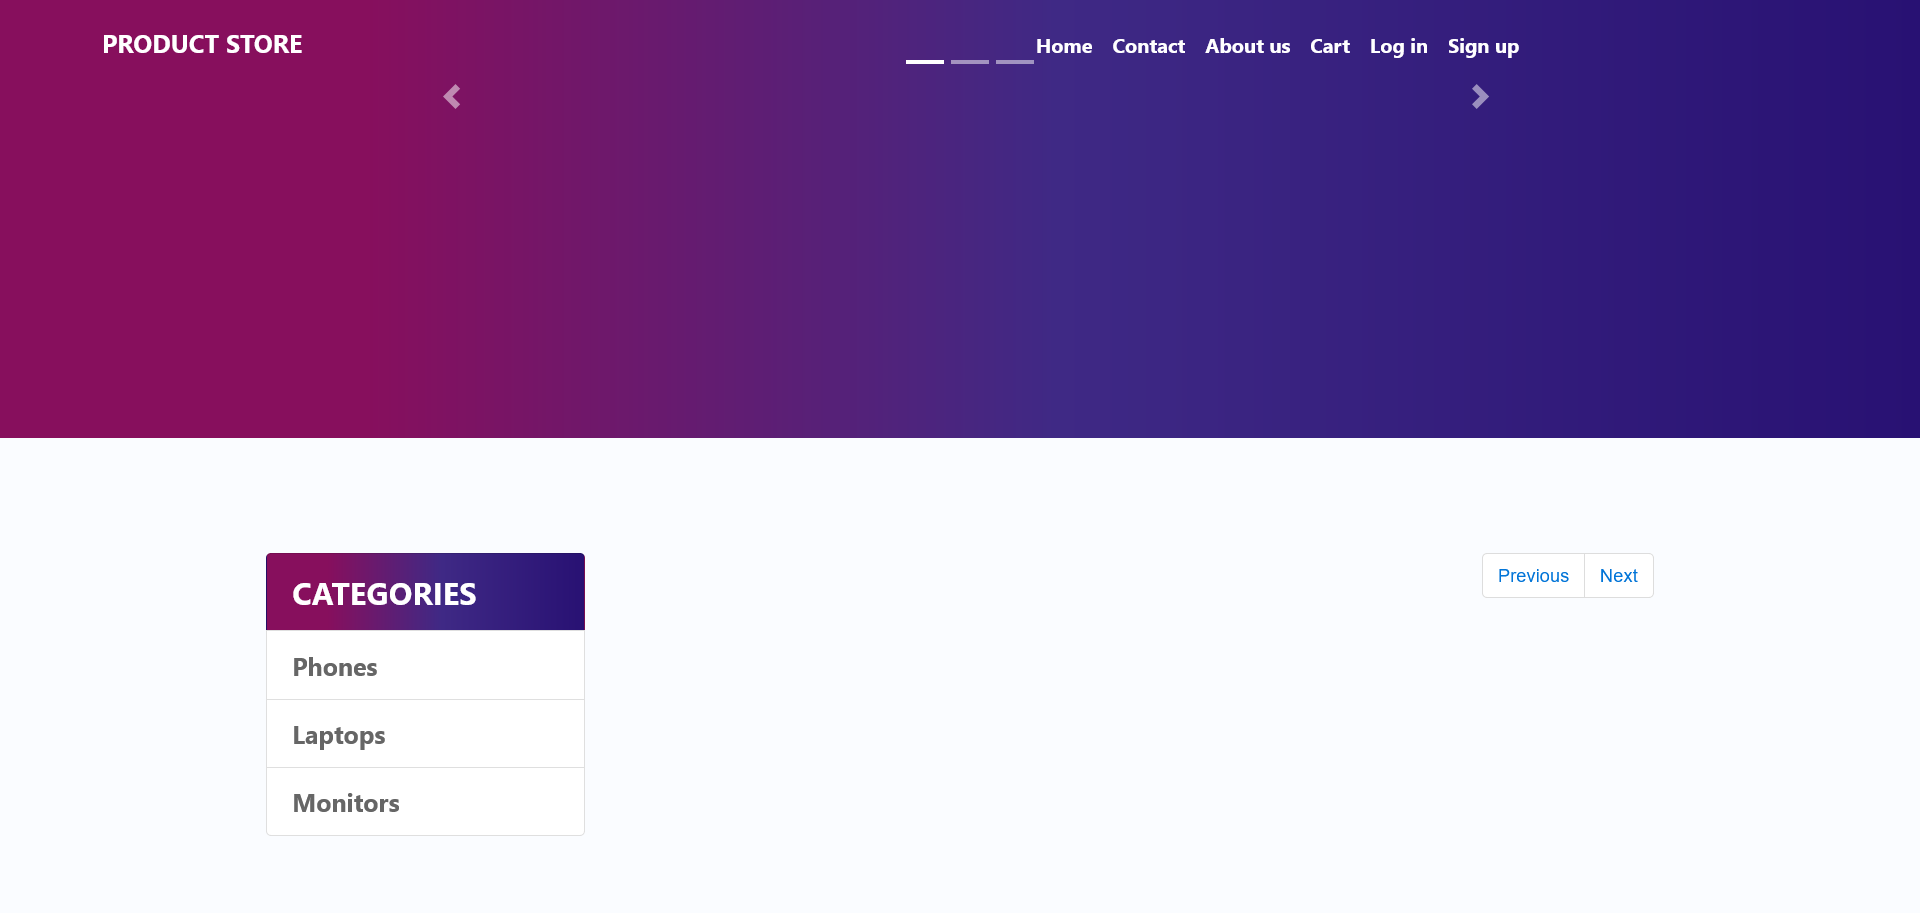 PRODUCT STORE
Home Contact About us Cart Log in Sign up
CATEGORIES
Previous Next
Phones
Laptops
Monitors